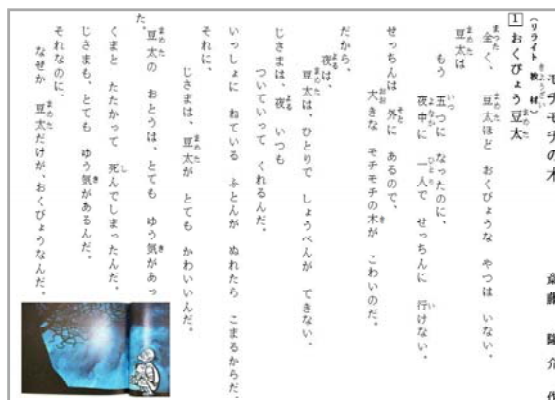 モチモチの木
斎藤 隆介 作
(リライト教材)
1 おくびょう豆太
全く、豆太ほど おくびょうな やつは いない。
豆太は
もう 五つに なったのに、
夜中に 一人で せっちんに 行けない。
せっちんは 外に あるので、
大きな モチモチの木が こわいのだ。
だから、
夜は、
豆太は、ひとりで しょうべんが できない。
じさまは、夜 いつも
ついていって くれるんだ。
いっしょに ねている ふとんが ぬれたら こまるからだ。
それに、
じさまは、豆太が とても かわいいんだ。
豆太の おとうは、とても ゆう気があっ
た。
くまと たたかって 死んでしまったんだ。
じさまも、とても ゆう気があるんだ。
それなのに、
なぜか 豆太だけが、おくびょうなんだ。